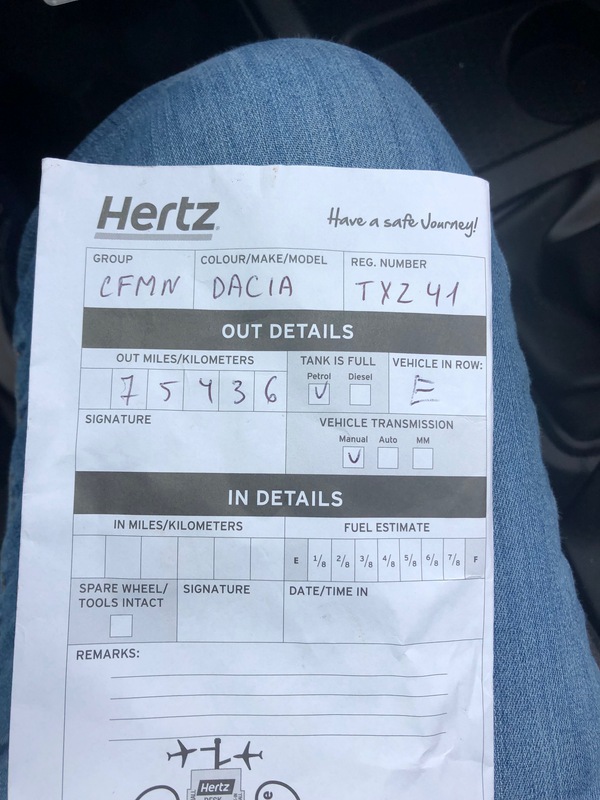 Hertz
Have a safe Journey!
GROUP COLOUR/MAKE/MODEL REG. NUMBER
CFMN DACIA TXZ 41
OUT DETAILS
OUT MILES/KILOMETERS TANK IS FULL VEHICLE IN ROW:
Petrol Diesel
7 5 4 3 6 V E
SIGNATURE VEHICLE TRANSMISSION
Manual Auto MM
V
IN DETAILS
IN MILES/KILOMETERS FUEL ESTIMATE
E 1/8 2/8 3/8 4/8 5/8 6/8 7/8 F
SPARE WHEEL/ SIGNATURE DATE/TIME IN
TOOLS INTACT
REMARKS:
Hertz
DESK